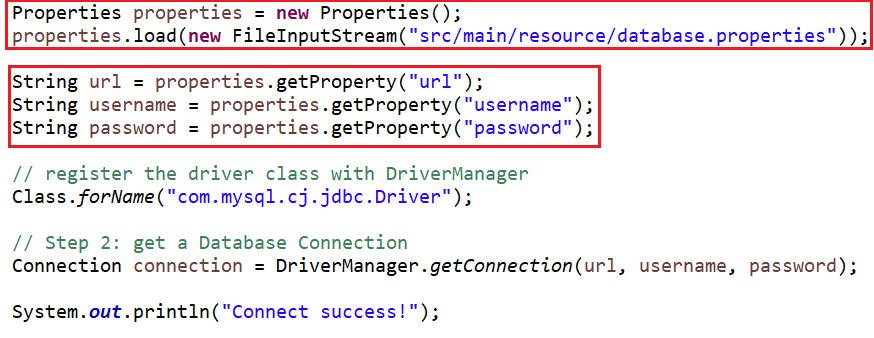 Properties properties = new Properties();
properties.load(new FileInputStream("src/main/resource/database.properties"));
String url = properties.getProperty("url");
String username = properties.getProperty("username");
String password = properties.getProperty("password");
// register the driver class with DriverManager
Class.forName("com.mysql.cj.jdbc.Driver");
// Step 2: get a Database Connection
Connection connection = DriverManager.getConnection(url, username, password);
System.out.println("Connect success!");